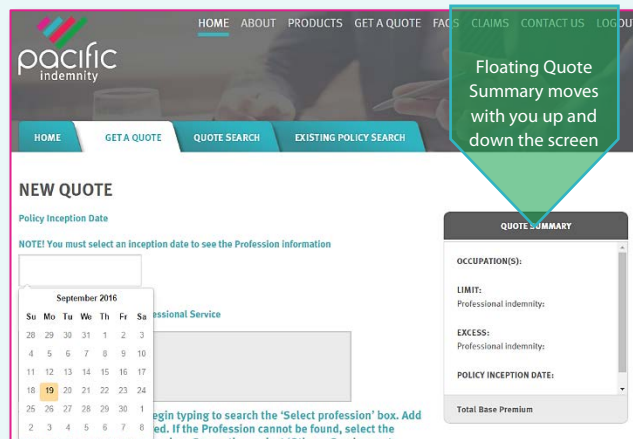 HOME ABOUT PRODUCTS GET A QUOTE FAQS CLAIMS CONTACT US LOGOUT
pacific
indemnity
Floating Quote
Summary moves
with you up and
down the screen
HOME GET A QUOTE QUOTE SEARCH EXISTING POLICY SEARCH
NEW QUOTE
Policy Inception Date
NOTE! You must select an inception date to see the Profession information
September 2016
Su Mo Tu We Th Fr Sa
28 29 30 31 1 2 3
4 5 6 7 8 9 10
11 12 13 14 15 16 17
18 19 20 21 22 23 24
25 26 27 28 29 30 1
2 3 4 5 6 7 8
essional Service
egin typing to search the ‘Select profession’ box. Add
ed. If the Profession cannot be found, select the
QUOTE SUMMARY
OCCUPATION(S):
LIMIT:
Professional indemnity:
EXCESS:
Professional indemnity:
POLICY INCEPTION DATE:
Total Base Premium